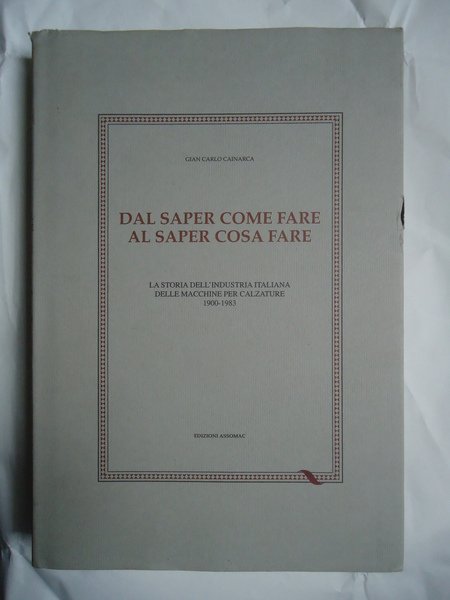 GIAN CARLO CAINARCA
DAL SAPER COME FARE
AL SAPER COSA FARE
LA STORIA DELL'INDUSTRIA ITALIANA
DELLE MACCHINE PER CALZATURE
1900-1983
EDIZIONI ASSOMAC